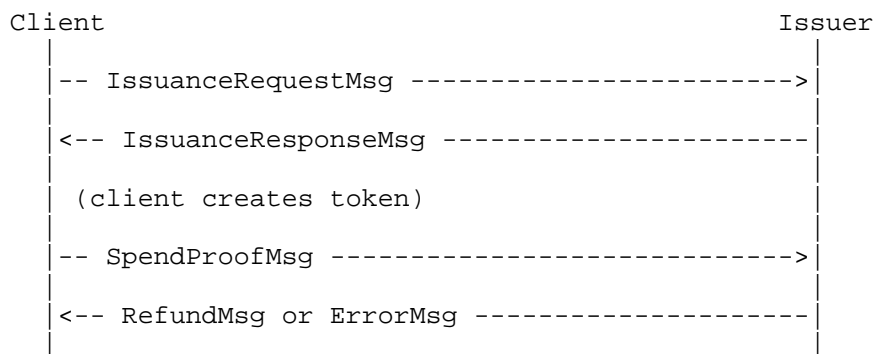 Client Issuer
-- IssuanceRequestMsg ------------------------>
<-- IssuanceResponseMsg -----------------------
(client creates token)
-- SpendProofMsg ----------------------------->
<-- RefundMsg or ErrorMsg ---------------------